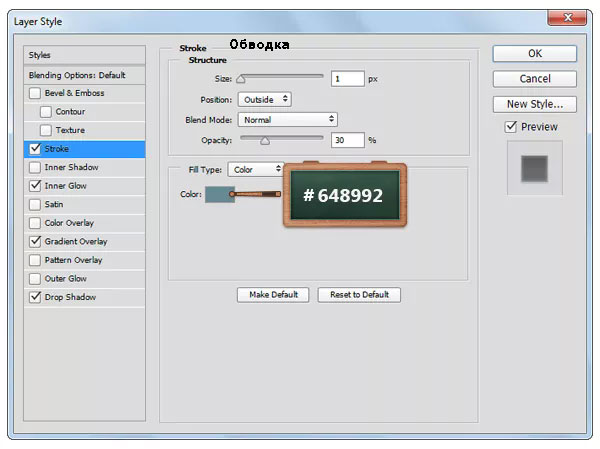 Layer Style
Styles
Blending Options: Default
Bevel & Emboss
Contour
Texture
Stroke
Inner Shadow
Inner Glow
Satin
Color Overlay
Gradient Overlay
Pattern Overlay
Outer Glow
Drop Shadow
Stroke Обводка
Structure
Size: 1 px
Position: Outside
Blend Mode: Normal
Opacity: 30 %
Fill Type: Color
Color: #648992
Make Default Reset to Default
OK
Cancel
New Style...
Preview